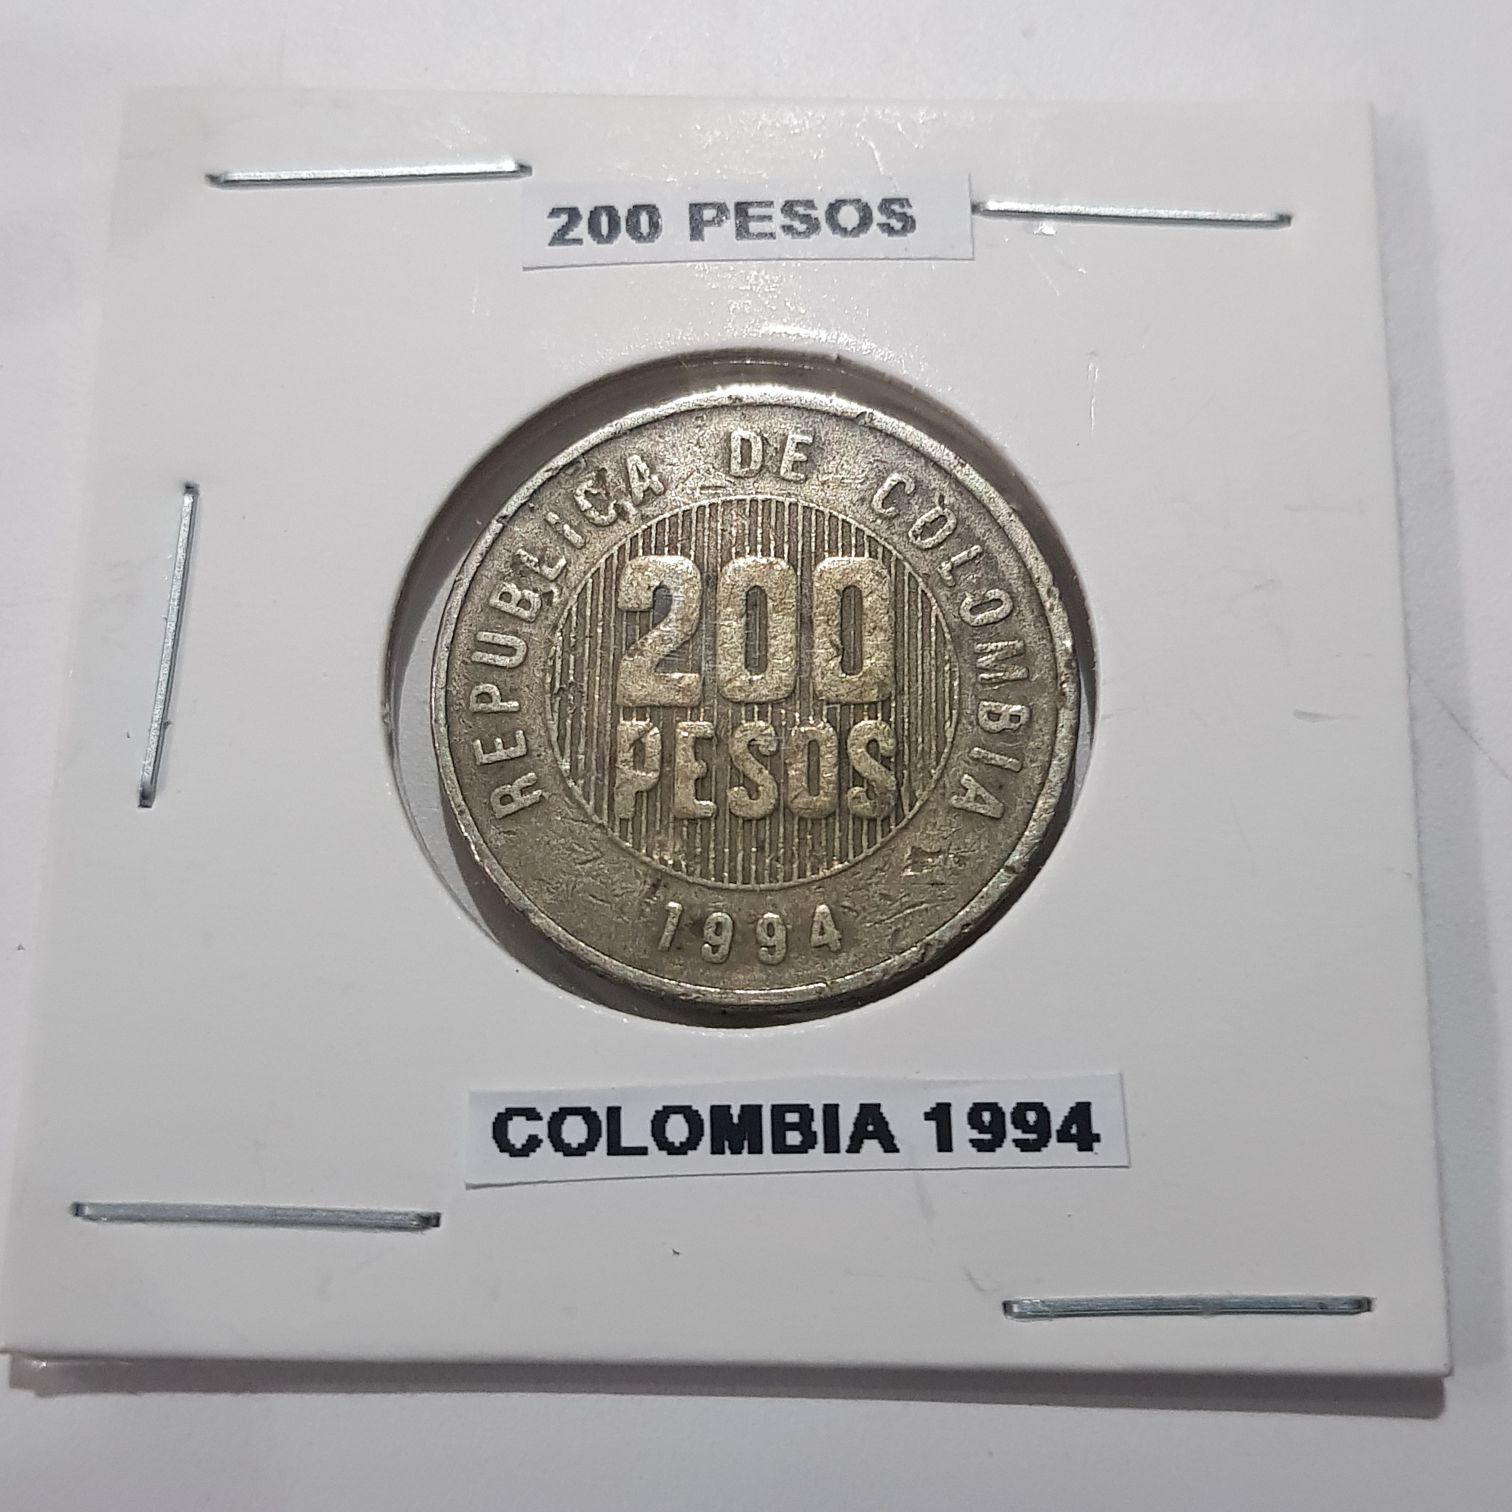 200 PESOS
REPUBLICA DE COLOMBIA
200
PESOS
1994
COLOMBIA 1994